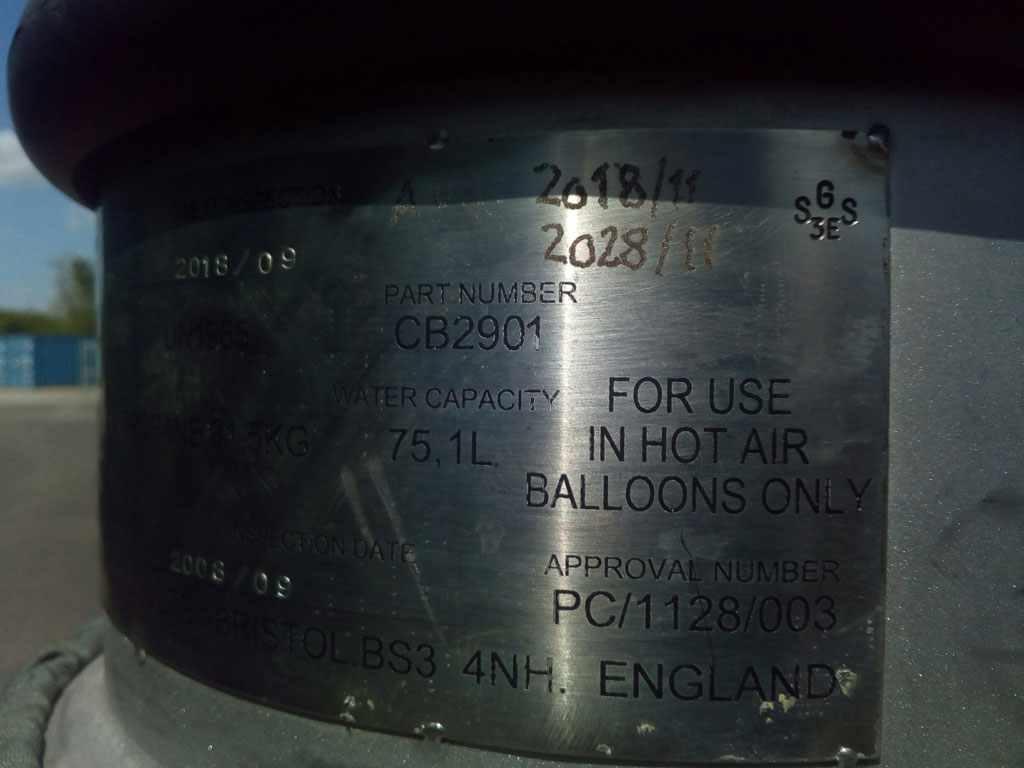 NEXT INSPECTION
A
2018/11
2028/11
S G S
3E
2018/09
PART NUMBER
UN1965
CB2901
WATER CAPACITY
FOR USE
31,5KG
75,1L
IN HOT AIR
BALLOONS ONLY
INSPECTION DATE
2008/09
APPROVAL NUMBER
PC/1128/003
LTD. BRISTOL.BS3 4NH. ENGLAND